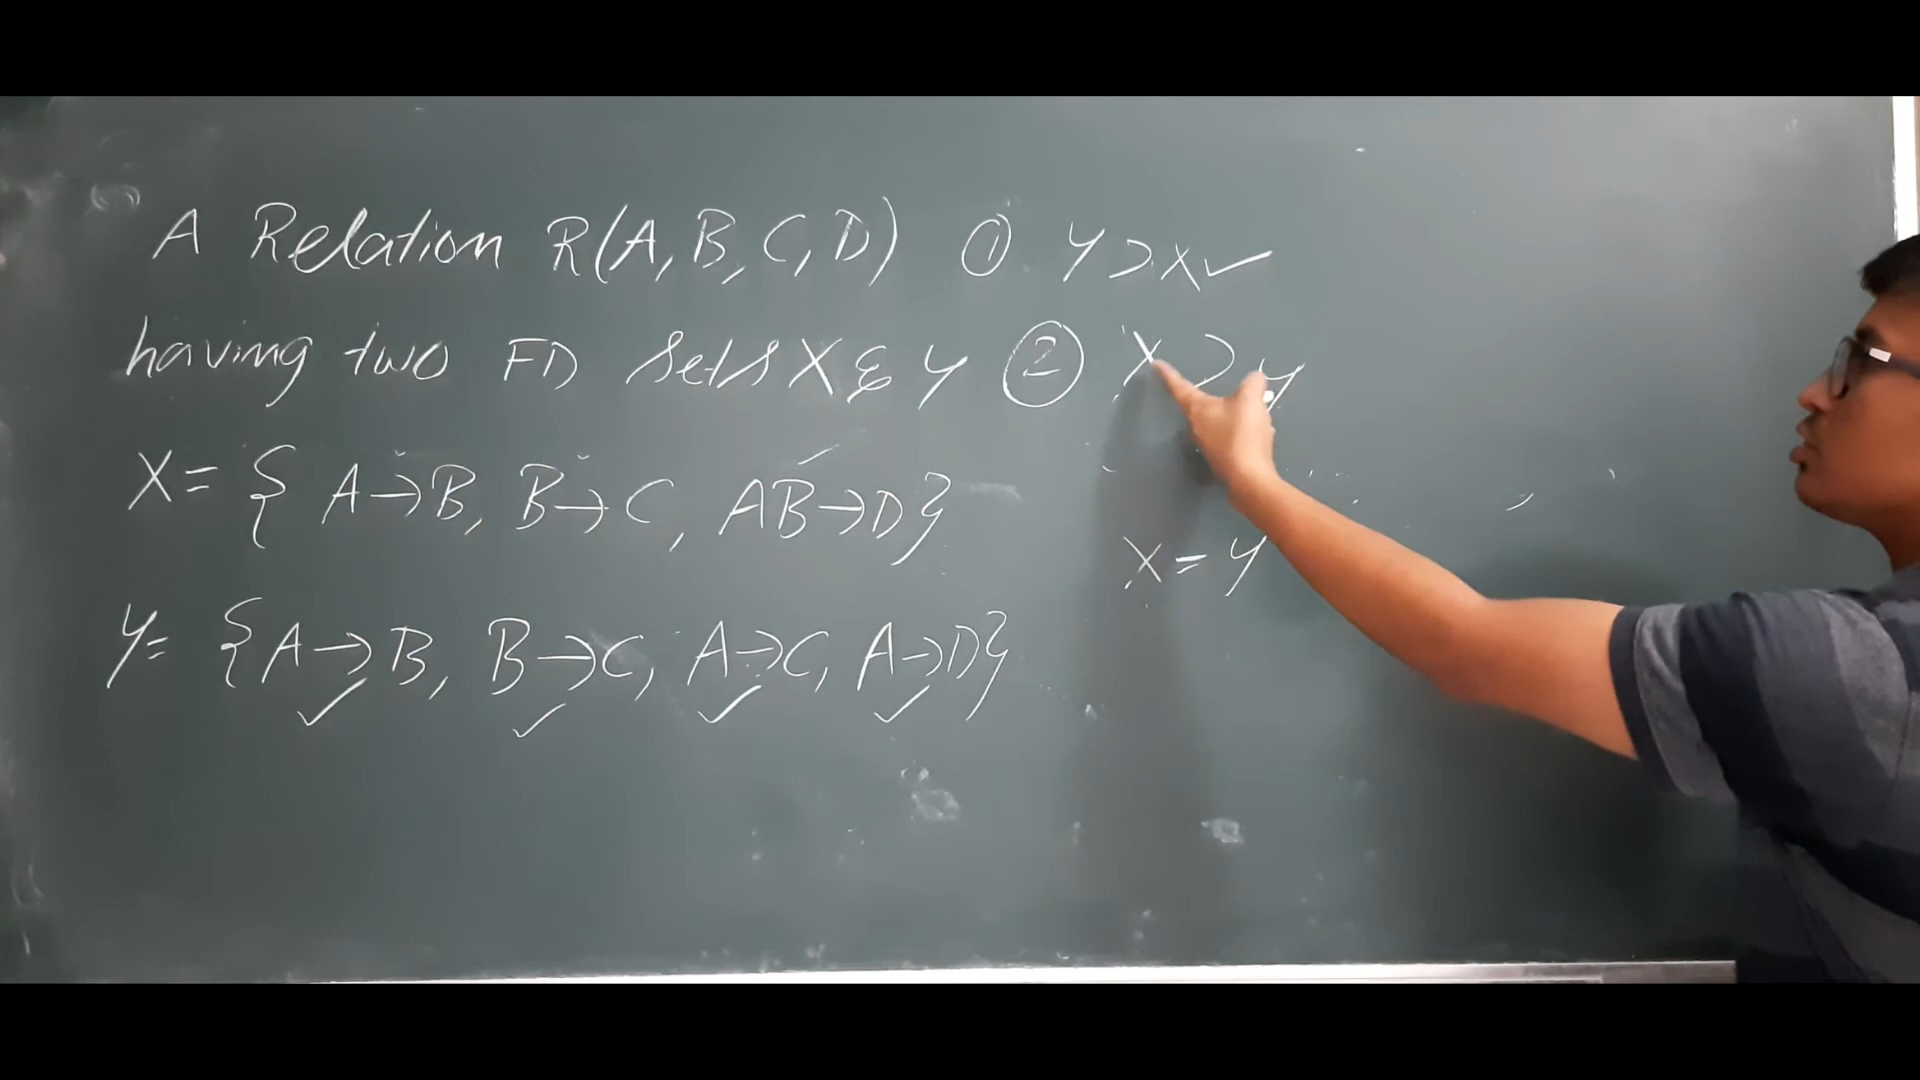 A Relation R(A, B, C, D) ① Y ⊃ X ✓
having two FD sets X & Y ② X ⊃ Y
X = { A → B, B → C, AB → D}
X = Y
Y = {A → B, B → C, A → C, A → D}